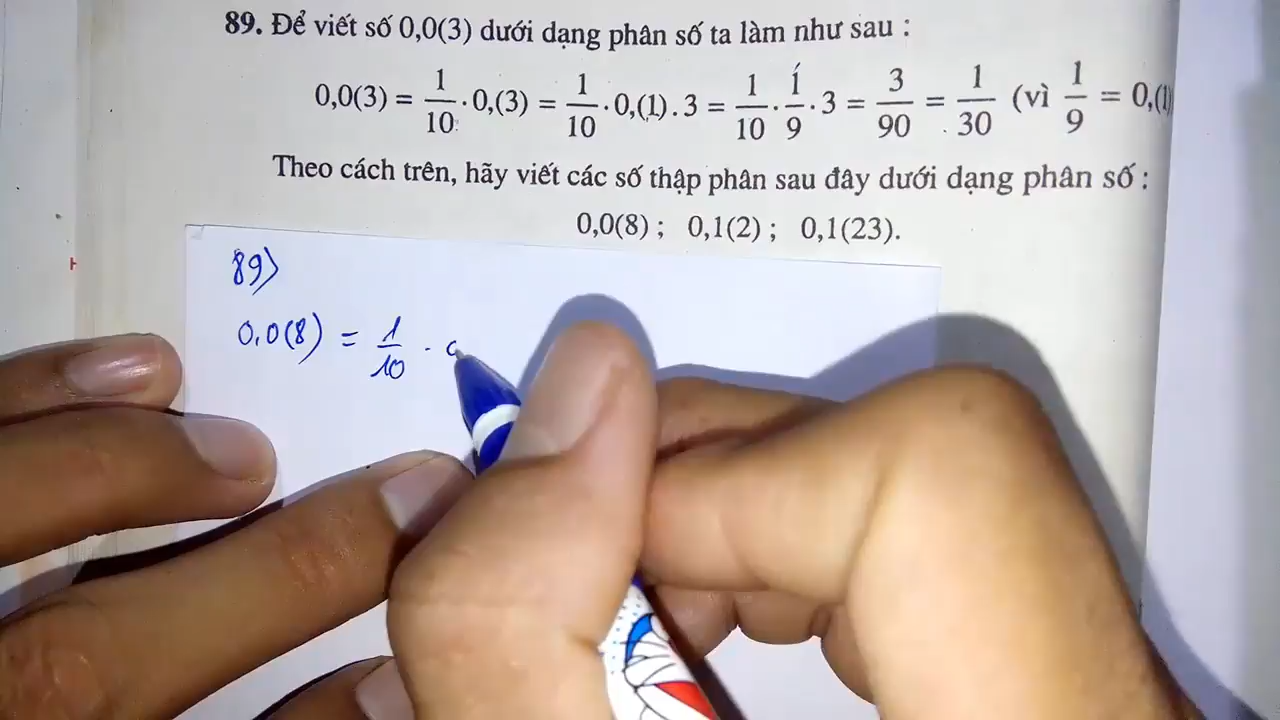 89. Để viết số 0,0(3) dưới dạng phân số ta làm như sau :
0,0(3) = 1/10 . 0,(3) = 1/10 . 0,(1) . 3 = 1/10 . 1/9 . 3 = 3/90 = 1/30 (vì 1/9 = 0,(1)
Theo cách trên, hãy viết các số thập phân sau đây dưới dạng phân số :
0,0(8) ; 0,1(2) ; 0,1(23).
89)
0,0(8) = 1/10 .